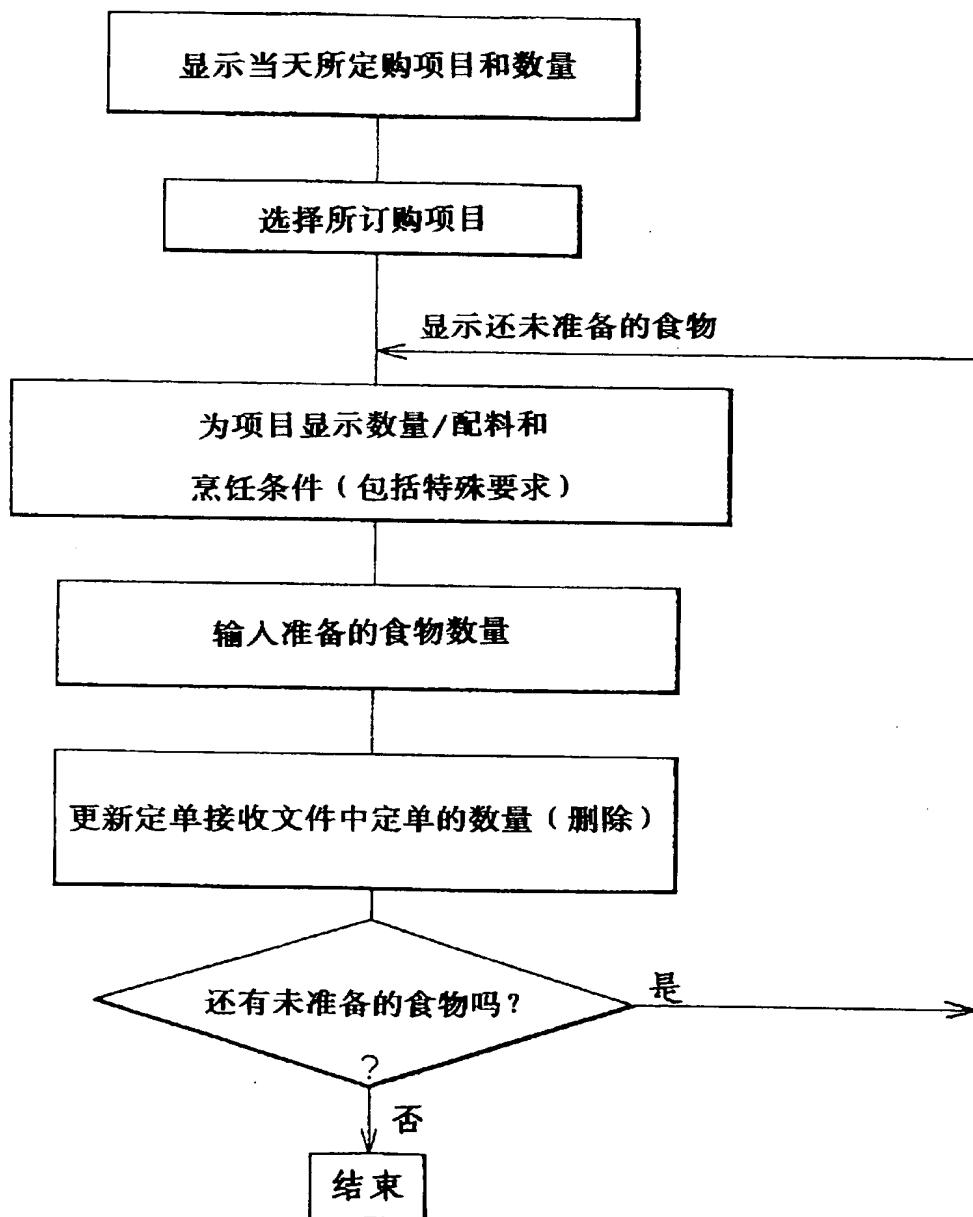 显示当天所定购项目和数量
选择所订购项目
显示还未准备的食物
为项目显示数量/配料和
烹饪条件（包括特殊要求）
输入准备的食物数量
更新定单接收文件中定单的数量（删除）
还有未准备的食物吗？
是
?
否
结束